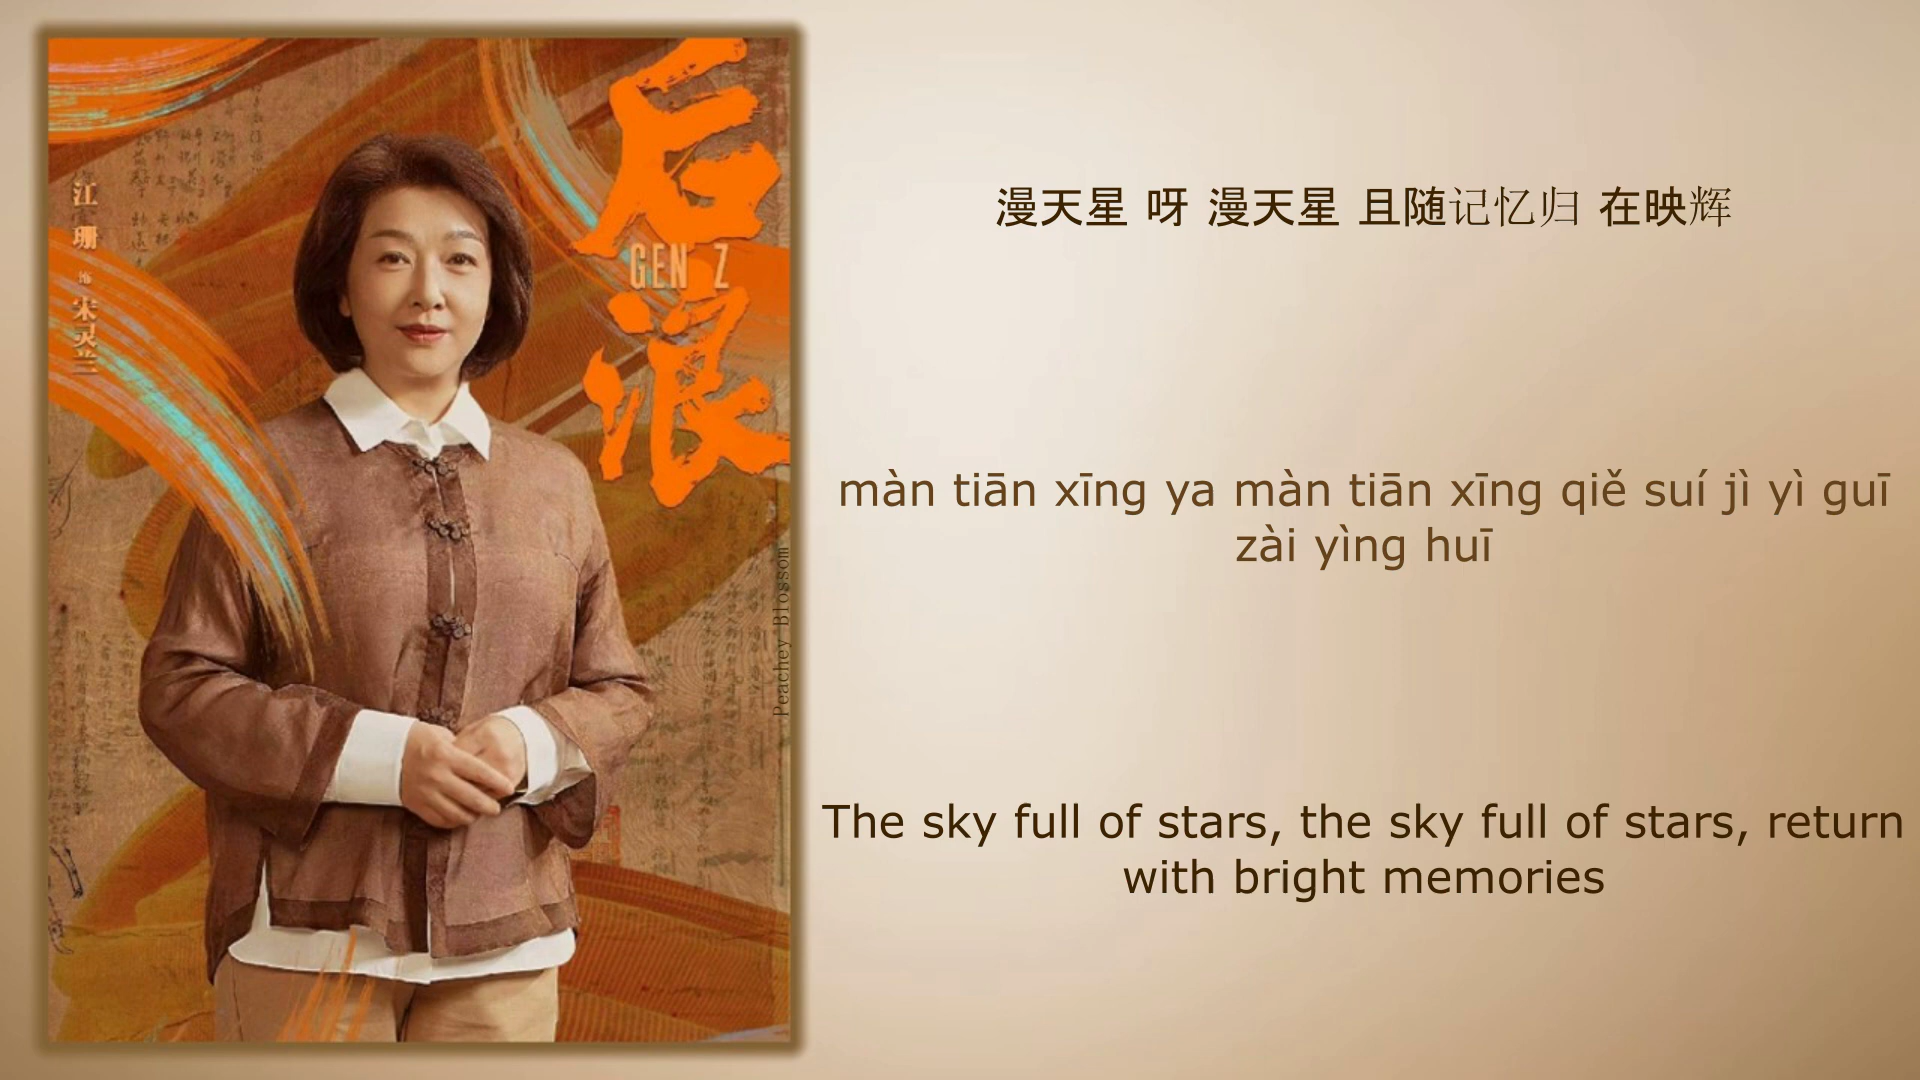 江珊 饰 宋灵兰
后
GEN Z
浪
Peachey Blossom
漫天星 呀 漫天星 且随记忆归 在映辉
màn tiān xīng ya màn tiān xīng qiě suí jì yì guī
zài yìng huī
The sky full of stars, the sky full of stars, return
with bright memories